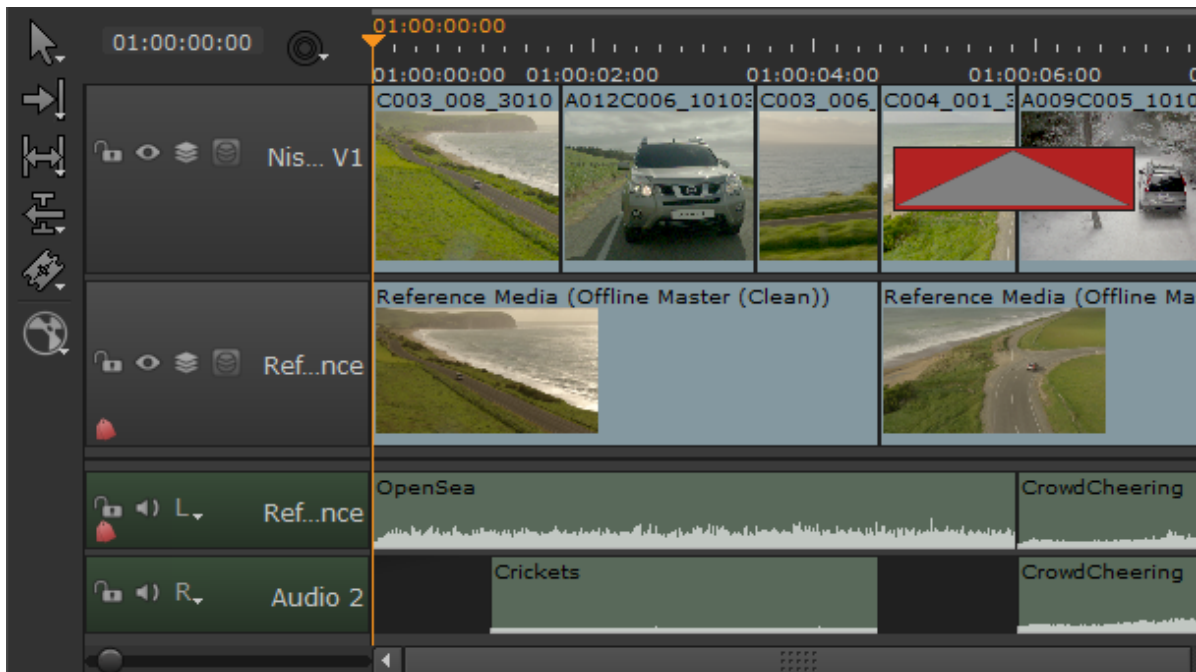 01:00:00:00
01:00:00:00
01:00:00:00 01:00:02:00 01:00:04:00 01:00:06:00 0
C003_008_3010 A012C006_10103 C003_006_ C004_001_3 A009C005_1010
Nis... V1
Reference Media (Offline Master (Clean)) Reference Media (Offline Ma
Ref...nce
OpenSea CrowdCheering
L Ref...nce
Crickets CrowdCheering
R Audio 2